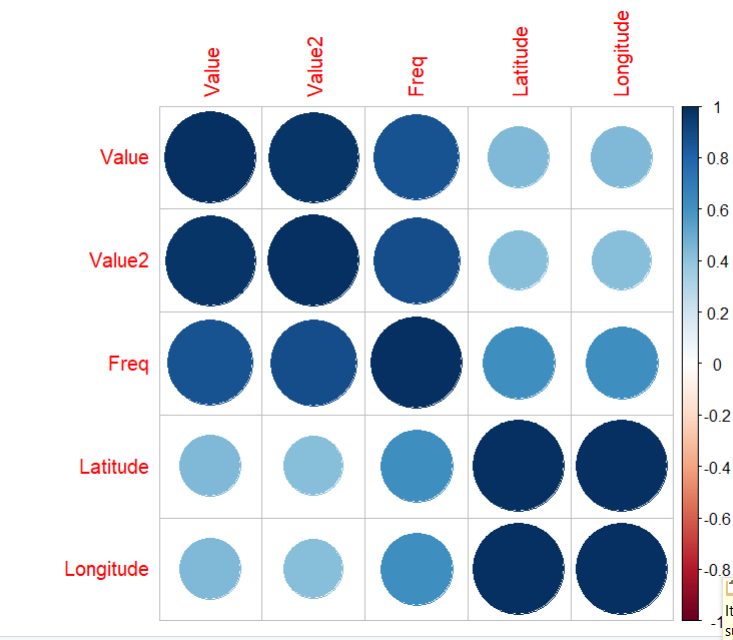 Value
Value2
Freq
Latitude
Longitude
Value
Value2
Freq
Latitude
Longitude
1
0.8
0.6
0.4
0.2
0
-0.2
-0.4
-0.6
-0.8
-1
It